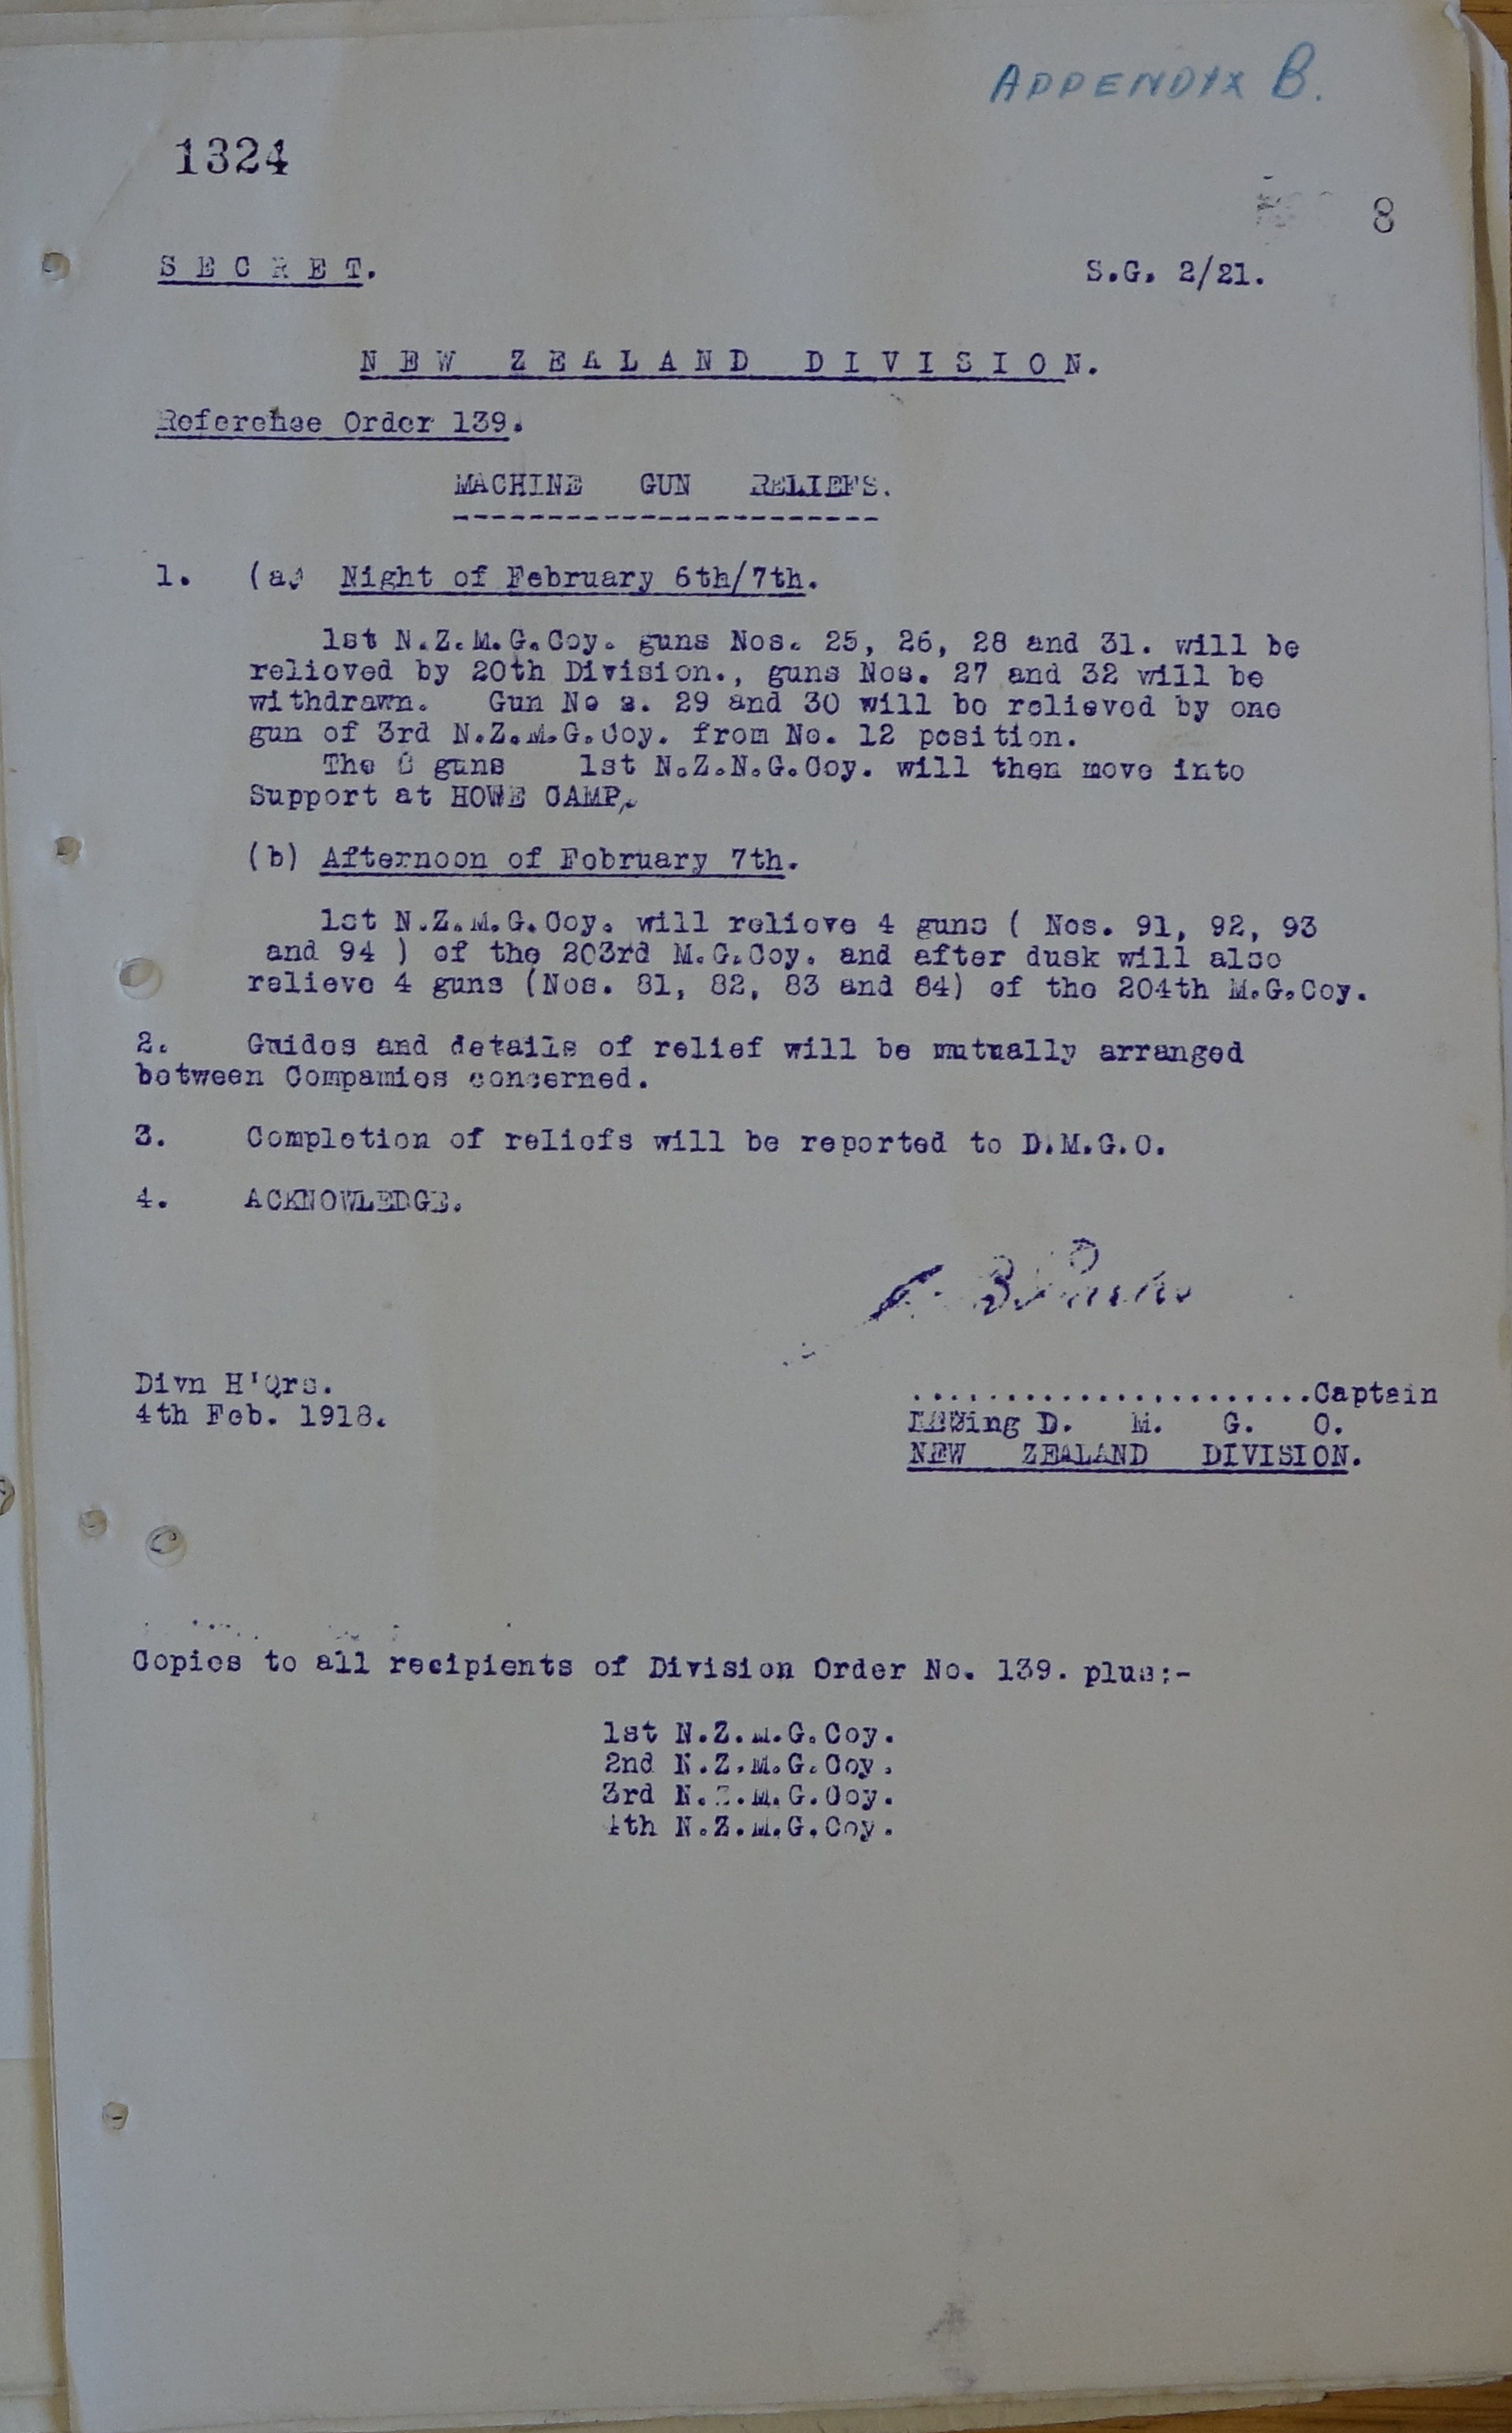 APPENDIX B.
1324
8
SECRET.
S.G. 2/21.
NEW ZEALAND DIVISION.
Reference Order 139.
MACHINE GUN RELIEFS.
1. (a) Night of February 6th/7th.
1st N.Z.M.G.Coy. guns Nos. 25, 26, 28 and 31. will be
relieved by 20th Division., guns Nos. 27 and 32 will be
withdrawn. Gun No s. 29 and 30 will be relieved by one
gun of 3rd N.Z.M.G.Coy. from No. 12 position.
The 8 guns 1st N.Z.N.G.Coy. will then move into
Support at HOWE CAMP.
(b) Afternoon of February 7th.
1st N.Z.M.G.Coy. will relieve 4 guns ( Nos. 91, 92, 93
and 94 ) of the 203rd M.G.Coy. and after dusk will also
relieve 4 guns (Nos. 81, 82, 83 and 84) of the 204th M.G.Coy.
2. Guides and details of relief will be mutually arranged
between Companies concerned.
3. Completion of reliefs will be reported to D.M.G.O.
4. ACKNOWLEDGE.
Divn H'Qrs.
......................Captain
4th Feb. 1918.
D. M. G. O.
NEW ZEALAND DIVISION.
Copies to all recipients of Division Order No. 139. plus:-
1st N.Z.M.G.Coy.
2nd N.Z.M.G.Coy.
3rd N.Z.M.G.Coy.
4th N.Z.M.G.Coy.